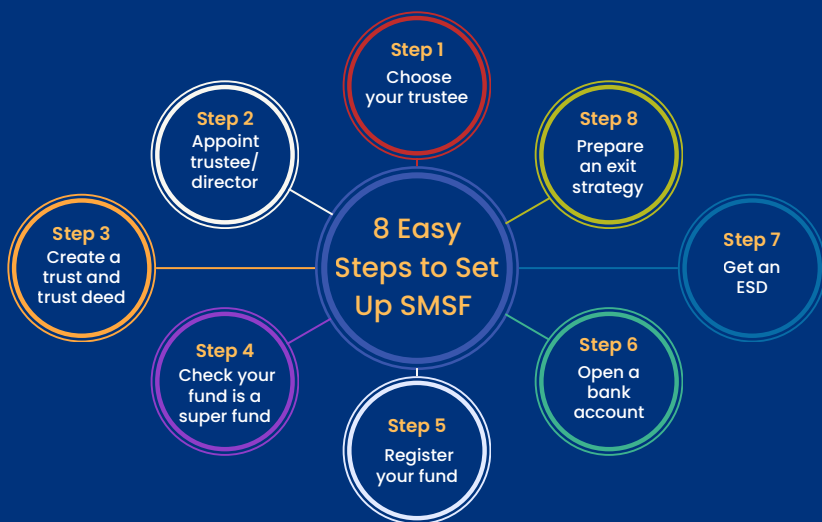 8 Easy
Steps to Set
Up SMSF
Step 1
Choose
your trustee
Step 2
Appoint
trustee/
director
Step 3
Create a
trust and
trust deed
Step 4
Check your
fund is a
super fund
Step 5
Register
your fund
Step 6
Open a
bank
account
Step 7
Get an
ESD
Step 8
Prepare
an exit
strategy